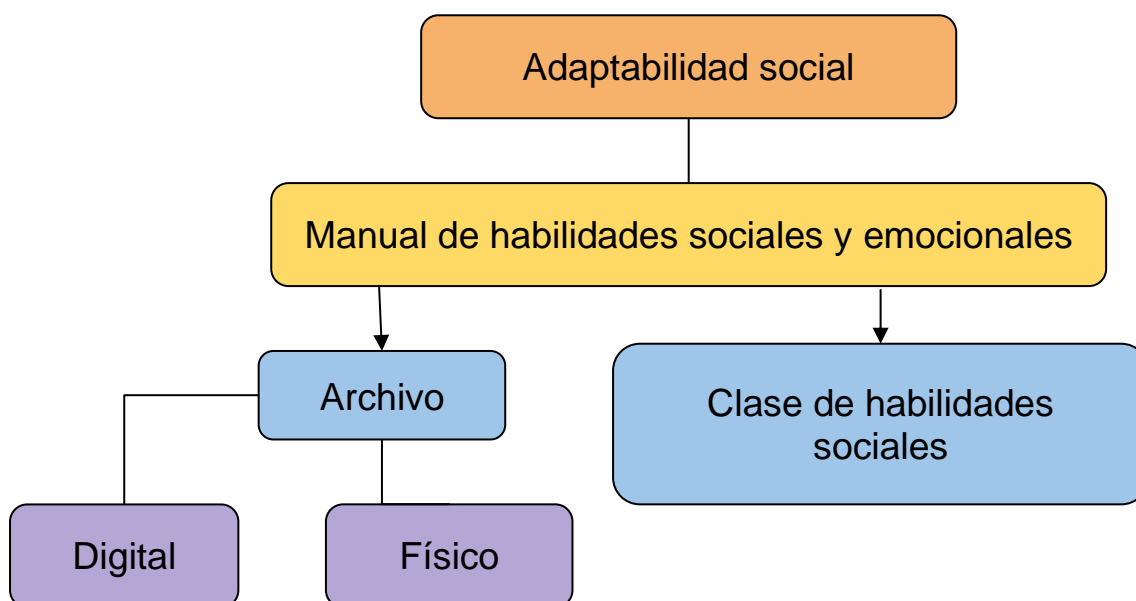 Adaptabilidad social
Manual de habilidades sociales y emocionales
Archivo
Clase de habilidades
sociales
Digital
Físico